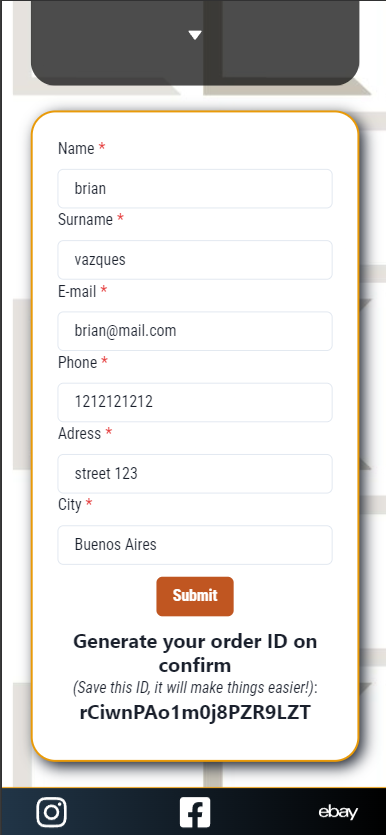 Name *
brian
Surname *
vazques
E-mail *
brian@mail.com
Phone *
1212121212
Adress *
street 123
City *
Buenos Aires
Submit
Generate your order ID on
confirm
(Save this ID, it will make things easier!):
rCiwnPAo1m0j8PZR9LZT
ebay